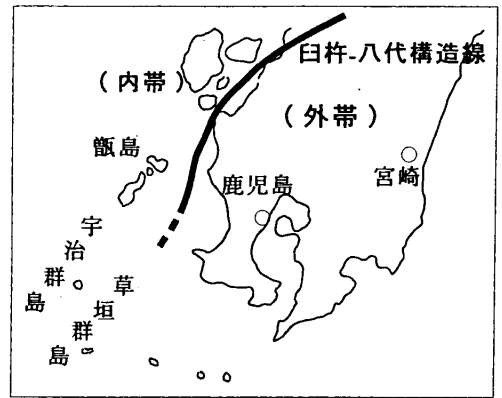 臼杵-八代構造線
（内帯）
（外帯）
甑島
鹿児島
宮崎
宇治群島
草垣群島